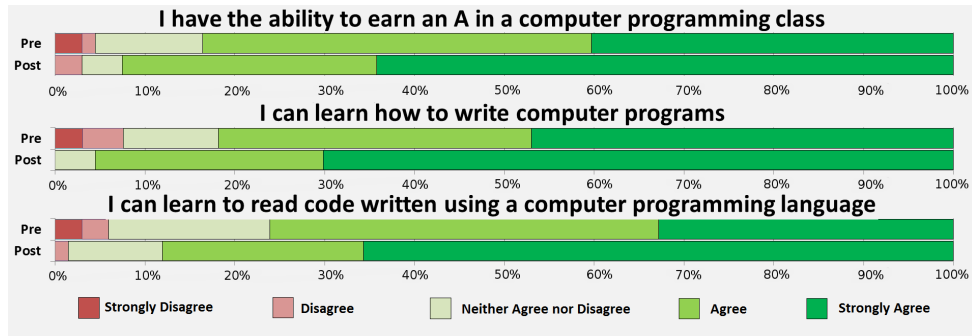 I have the ability to earn an A in a computer programming class
Pre
Post
0% 10% 20% 30% 40% 50% 60% 70% 80% 90% 100%
I can learn how to write computer programs
Pre
Post
0% 10% 20% 30% 40% 50% 60% 70% 80% 90% 100%
I can learn to read code written using a computer programming language
Pre
Post
0% 10% 20% 30% 40% 50% 60% 70% 80% 90% 100%
Strongly Disagree Disagree Neither Agree nor Disagree Agree Strongly Agree